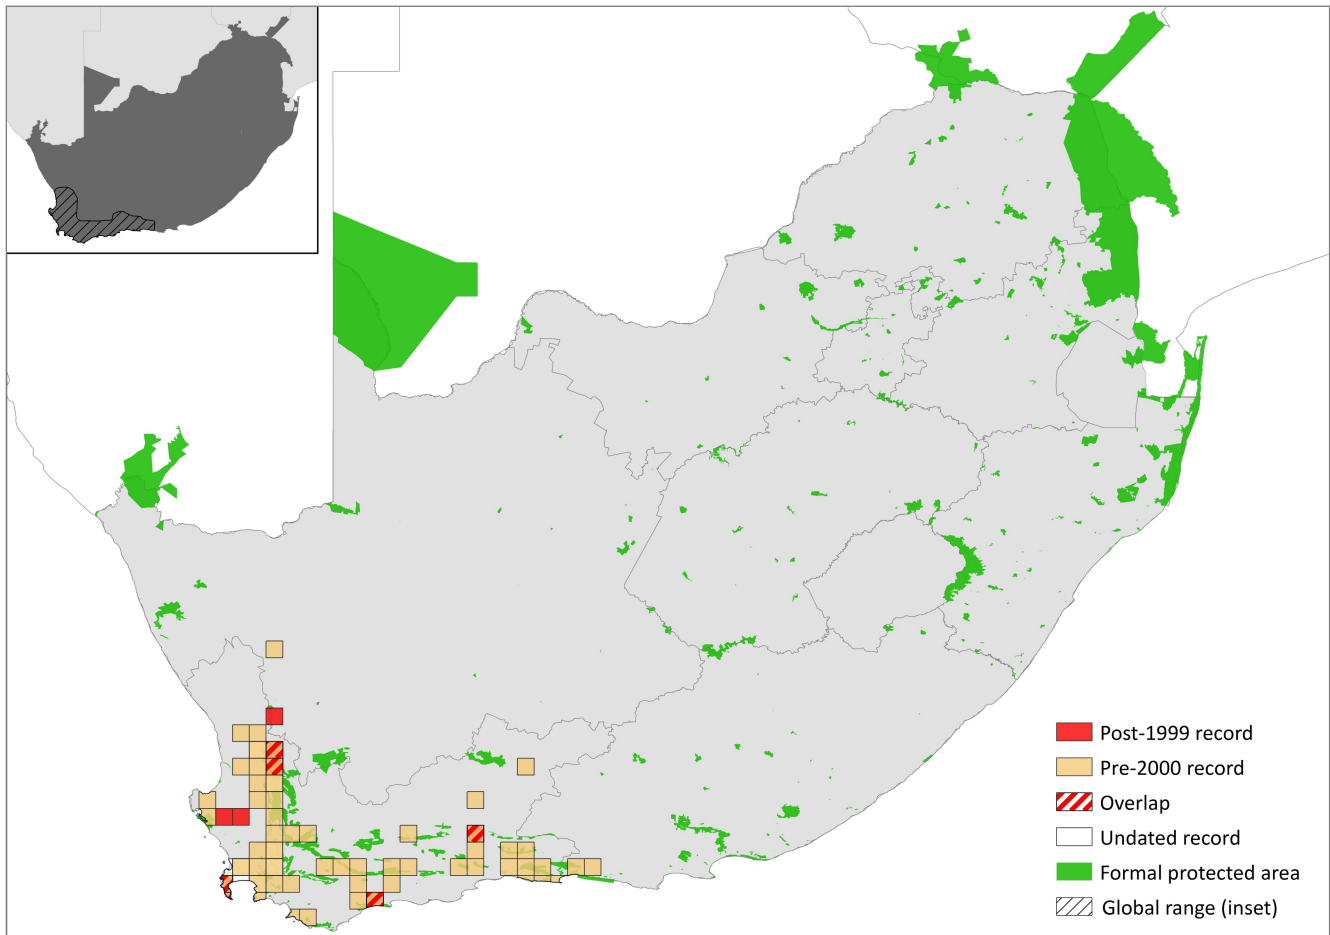 Post-1999 record
Pre-2000 record
Overlap
Undated record
Formal protected area
Global range (inset)